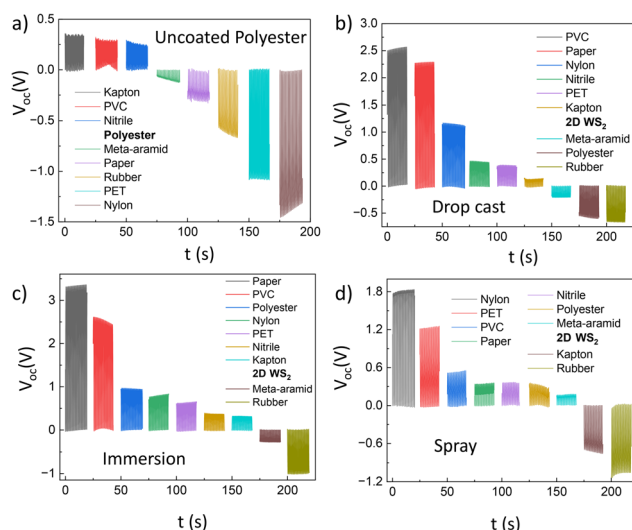 a)
Uncoated Polyester
0.5
0.0
−0.5
−1.0
−1.5
V_oc(V)
Kapton
PVC
Nitrile
Polyester
Meta-aramid
Paper
Rubber
PET
Nylon
0 50 100 150 200
t (s)
b)
3.0
2.5
2.0
1.5
1.0
0.5
0.0
−0.5
V_oc(V)
PVC
Paper
Nylon
Nitrile
PET
Kapton
2D WS₂
Meta-aramid
Polyester
Rubber
Drop cast
0 50 100 150 200
t (s)
c)
3
2
1
0
−1
V_oc(V)
Paper
PVC
Polyester
Nylon
PET
Nitrile
Kapton
2D WS₂
Meta-aramid
Rubber
Immersion
0 50 100 150 200
t (s)
d)
1.8
1.2
0.6
0.0
−0.6
−1.2
V_oc(V)
Nylon
PET
PVC
Paper
Nitrile
Polyester
Meta-aramid
2D WS₂
Kapton
Rubber
Spray
0 50 100 150 200
t (s)